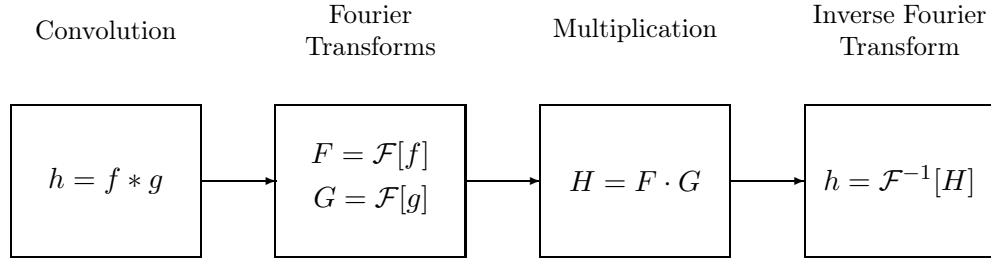 Convolution
Fourier
Transforms
Multiplication
Inverse Fourier
Transform
h = f ∗ g
F = ℱ[f]
G = ℱ[g]
H = F · G
h = ℱ⁻¹[H]